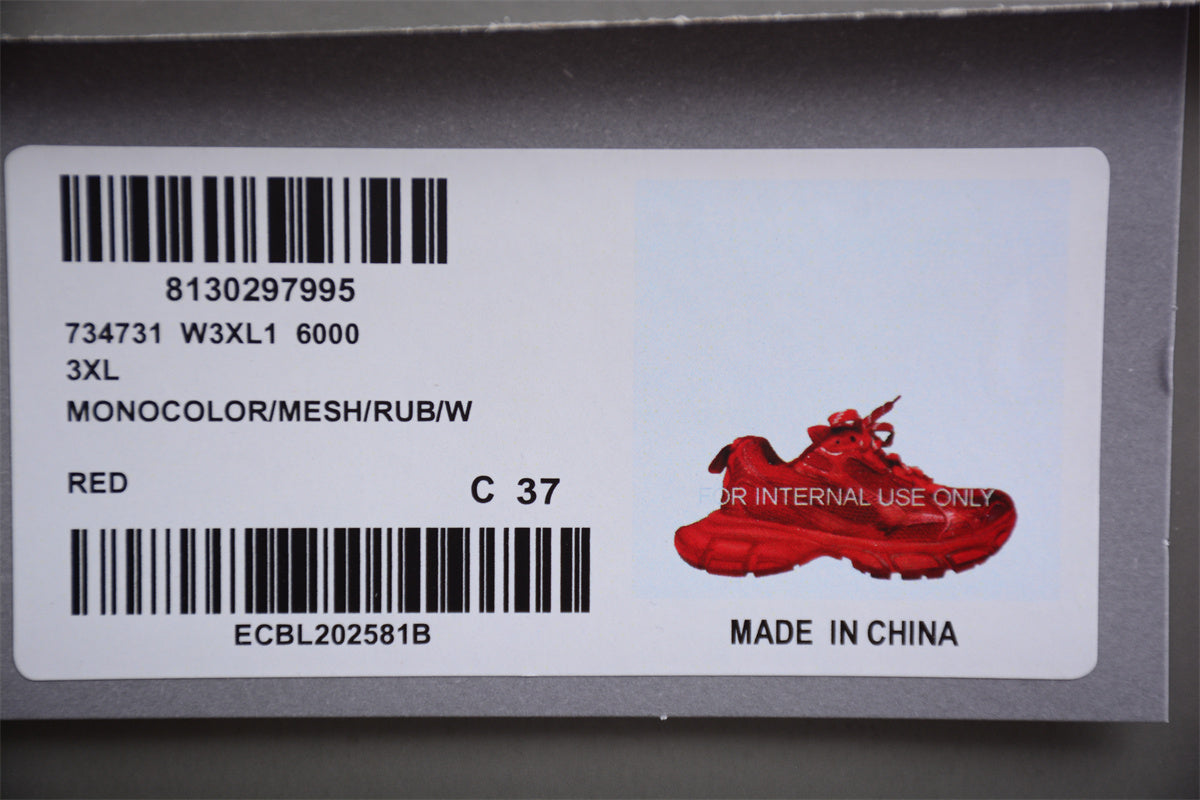 8130297995
734731 W3XL1 6000
3XL
MONOCOLOR/MESH/RUB/W
RED
C 37
ECBL202581B
FOR INTERNAL USE ONLY
MADE IN CHINA